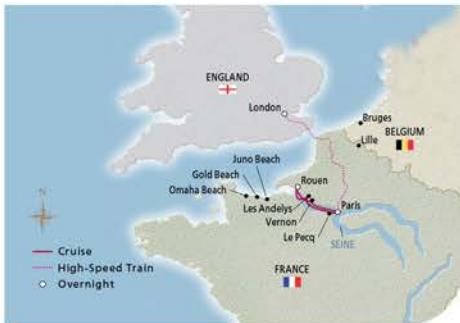 ENGLAND
London
Bruges
BELGIUM
Lille
Juno Beach
Gold Beach
Omaha Beach
Rouen
Les Andelys
Paris
Vernon
Le Pecq
SEINE
FRANCE
N
Cruise
High-Speed Train
Overnight